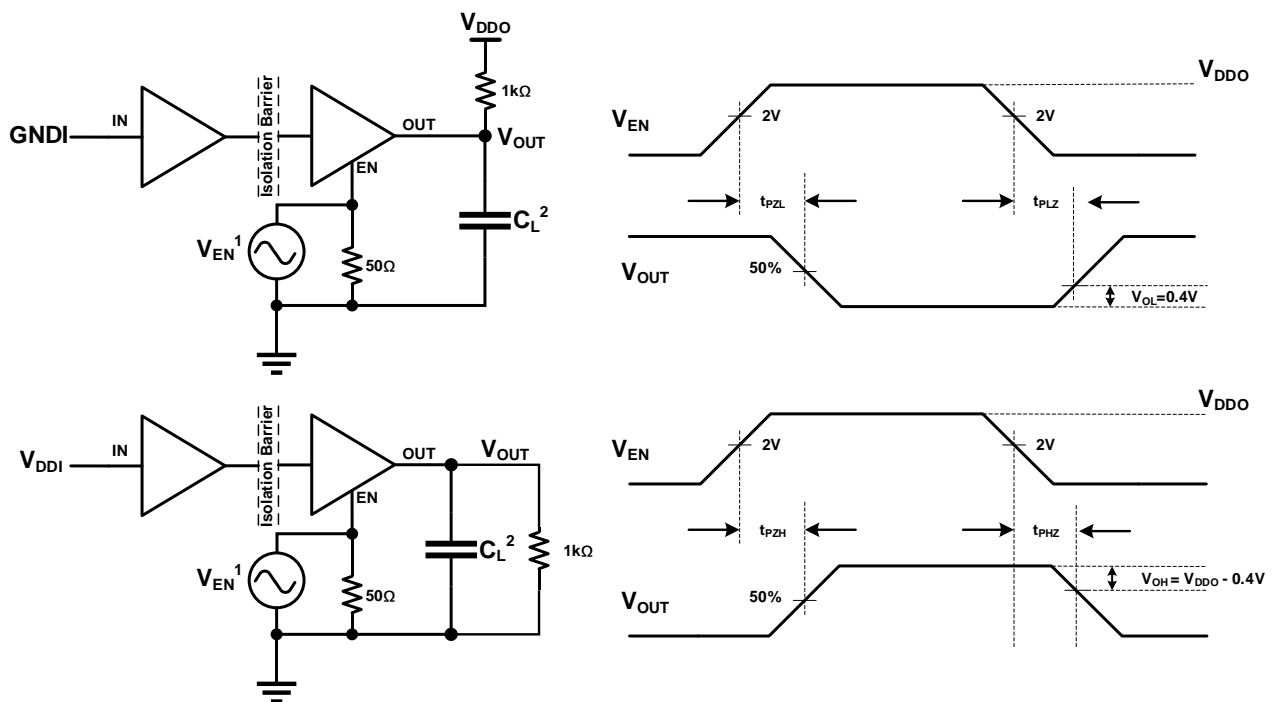 V_DDO
1kΩ
IN
Isolation Barrier
OUT
GNDI
V_OUT
EN
C_L^2
V_EN^1
50Ω
V_DDO
V_EN
2V
2V
t_PZL
t_PLZ
V_OUT
50%
V_OL=0.4V
IN
Isolation Barrier
OUT
V_OUT
V_DDI
EN
C_L^2
1kΩ
V_EN^1
50Ω
V_DDO
V_EN
2V
2V
t_PZH
t_PHZ
V_OUT
50%
V_OH = V_DDO - 0.4V